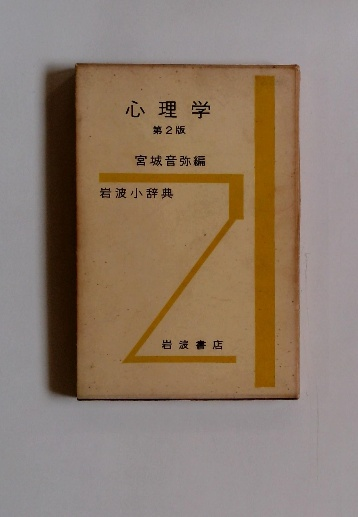 心理学
第2版
宮城音弥編
岩波小辞典
岩波書店